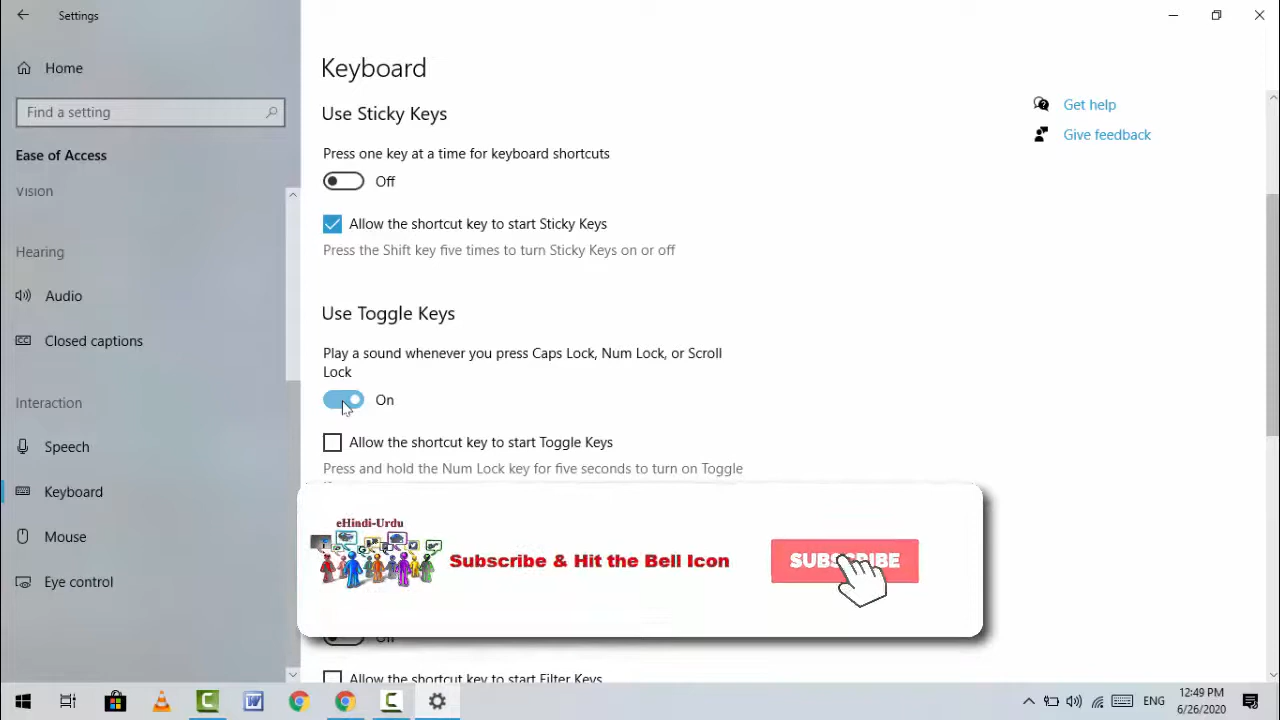 Settings
Home
Find a setting
Ease of Access
Vision
Hearing
Audio
Closed captions
Interaction
Speech
Keyboard
Mouse
Eye control
Keyboard
Use Sticky Keys
Press one key at a time for keyboard shortcuts
Off
Allow the shortcut key to start Sticky Keys
Press the Shift key five times to turn Sticky Keys on or off
Use Toggle Keys
Play a sound whenever you press Caps Lock, Num Lock, or Scroll
Lock
On
Allow the shortcut key to start Toggle Keys
Press and hold the Num Lock key for five seconds to turn on Toggle
eHindi-Urdu
Subscribe & Hit the Bell Icon
SUBSCRIBE
Off
Allow the shortcut key to start Filter Keys
Get help
Give feedback
ENG
12:49 PM
6/26/2020